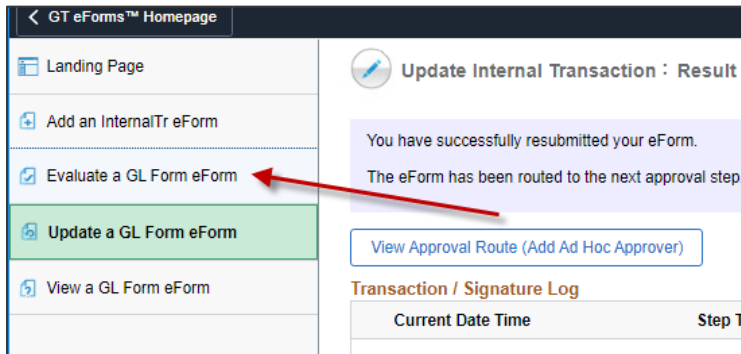 GT eForms™ Homepage
Landing Page
Add an InternalTr eForm
Evaluate a GL Form eForm
Update a GL Form eForm
View a GL Form eForm
Update Internal Transaction : Result
You have successfully resubmitted your eForm.
The eForm has been routed to the next approval step
View Approval Route (Add Ad Hoc Approver)
Transaction / Signature Log
Current Date Time Step T